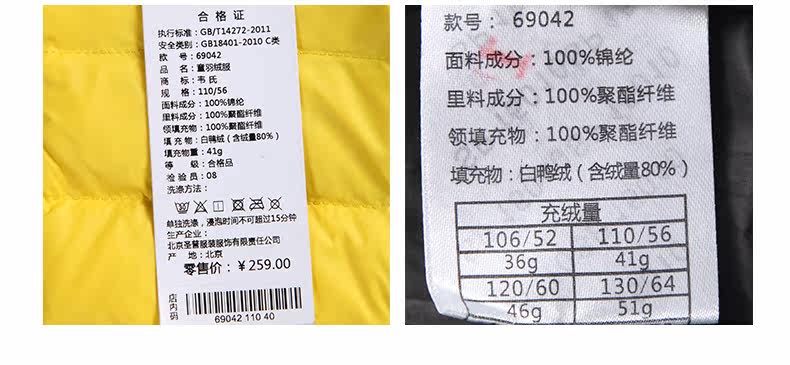 合格证
执行标准:GB/T14272-2011
安全类别:GB18401-2010 C类
款号:69042
品名:童羽绒服
商标:韦氏
规格:110/56
面料成分:100%锦纶
里料成分:100%聚酯纤维
领填充物:100%聚酯纤维
填充物:白鸭绒(含绒量80%)
填充物重:41g
等级:合格品
检验员:08
洗涤方法:
单独洗涤,浸泡时间不可超过15分钟
生产企业:
北京圣督服装服饰有限责任公司
产地:北京
零售价:¥259.00
店内码
69042 110 40
款号:69042
面料成分:100%锦纶
里料成分:100%聚酯纤维
领填充物:100%聚酯纤维
填充物:白鸭绒(含绒量80%)
充绒量
106/52 110/56
36g 41g
120/60 130/64
46g 51g